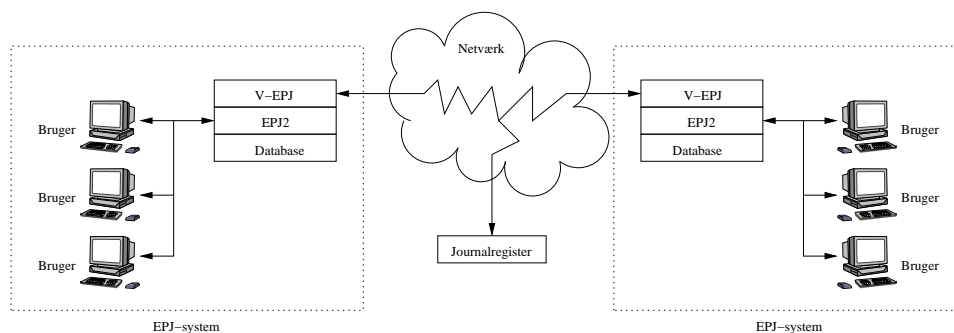 Netværk
V−EPJ
EPJ2
Database
Bruger
Bruger
Bruger
EPJ−system
V−EPJ
EPJ2
Database
Bruger
Bruger
Bruger
EPJ−system
Journalregister